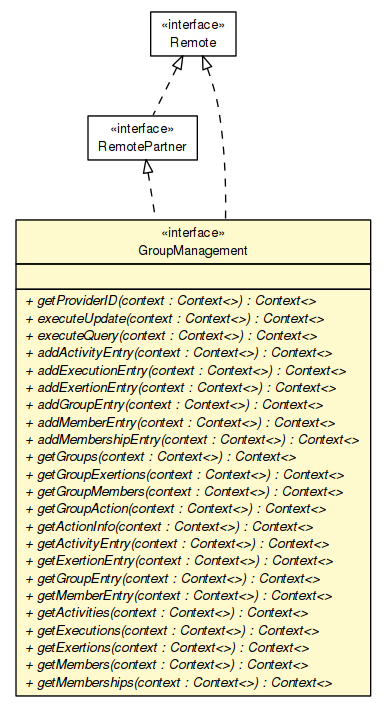 «interface»
Remote
«interface»
RemotePartner
«interface»
GroupManagement
+ getProviderID(context : Context<>) : Context<>
+ executeUpdate(context : Context<>) : Context<>
+ executeQuery(context : Context<>) : Context<>
+ addActivityEntry(context : Context<>) : Context<>
+ addExecutionEntry(context : Context<>) : Context<>
+ addExertionEntry(context : Context<>) : Context<>
+ addGroupEntry(context : Context<>) : Context<>
+ addMemberEntry(context : Context<>) : Context<>
+ addMembershipEntry(context : Context<>) : Context<>
+ getGroups(context : Context<>) : Context<>
+ getGroupExertions(context : Context<>) : Context<>
+ getGroupMembers(context : Context<>) : Context<>
+ getGroupAction(context : Context<>) : Context<>
+ getActionInfo(context : Context<>) : Context<>
+ getActivityEntry(context : Context<>) : Context<>
+ getExertionEntry(context : Context<>) : Context<>
+ getGroupEntry(context : Context<>) : Context<>
+ getMemberEntry(context : Context<>) : Context<>
+ getActivities(context : Context<>) : Context<>
+ getExecutions(context : Context<>) : Context<>
+ getExertions(context : Context<>) : Context<>
+ getMembers(context : Context<>) : Context<>
+ getMemberships(context : Context<>) : Context<>